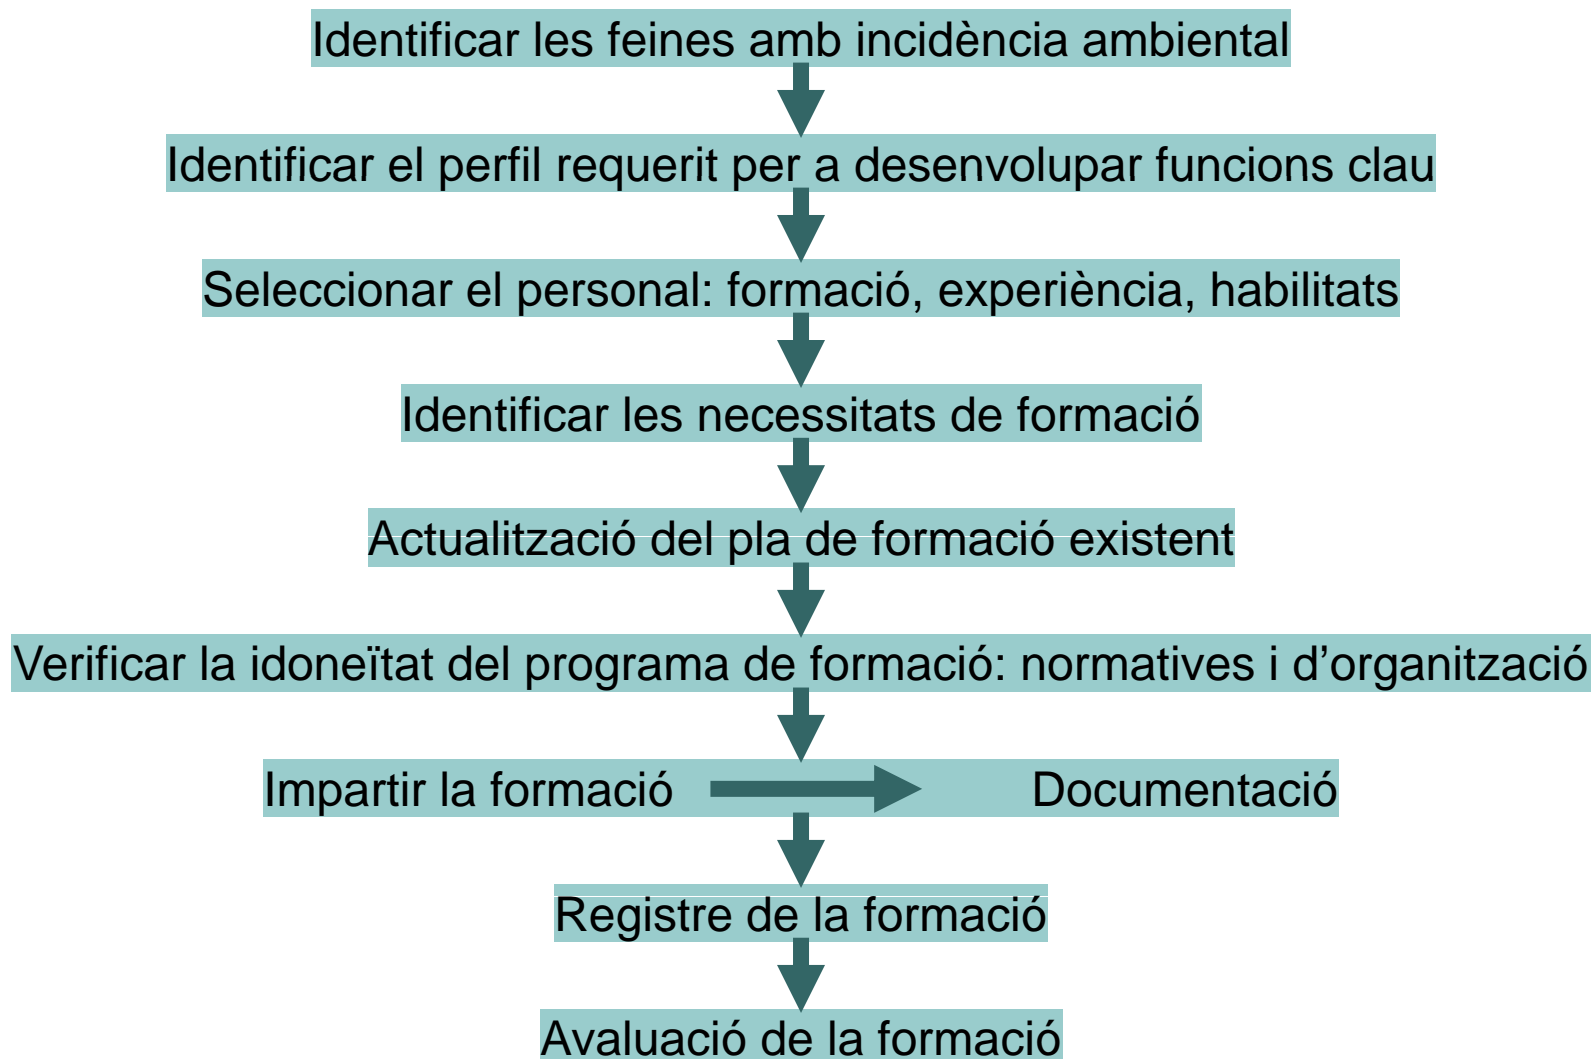 Identificar les feines amb incidència ambiental
Identificar el perfil requerit per a desenvolupar funcions clau
Seleccionar el personal: formació, experiència, habilitats
Identificar les necessitats de formació
Actualització del pla de formació existent
Verificar la idoneïtat del programa de formació: normatives i d’organització
Impartir la formació Documentació
Registre de la formació
Avaluació de la formació